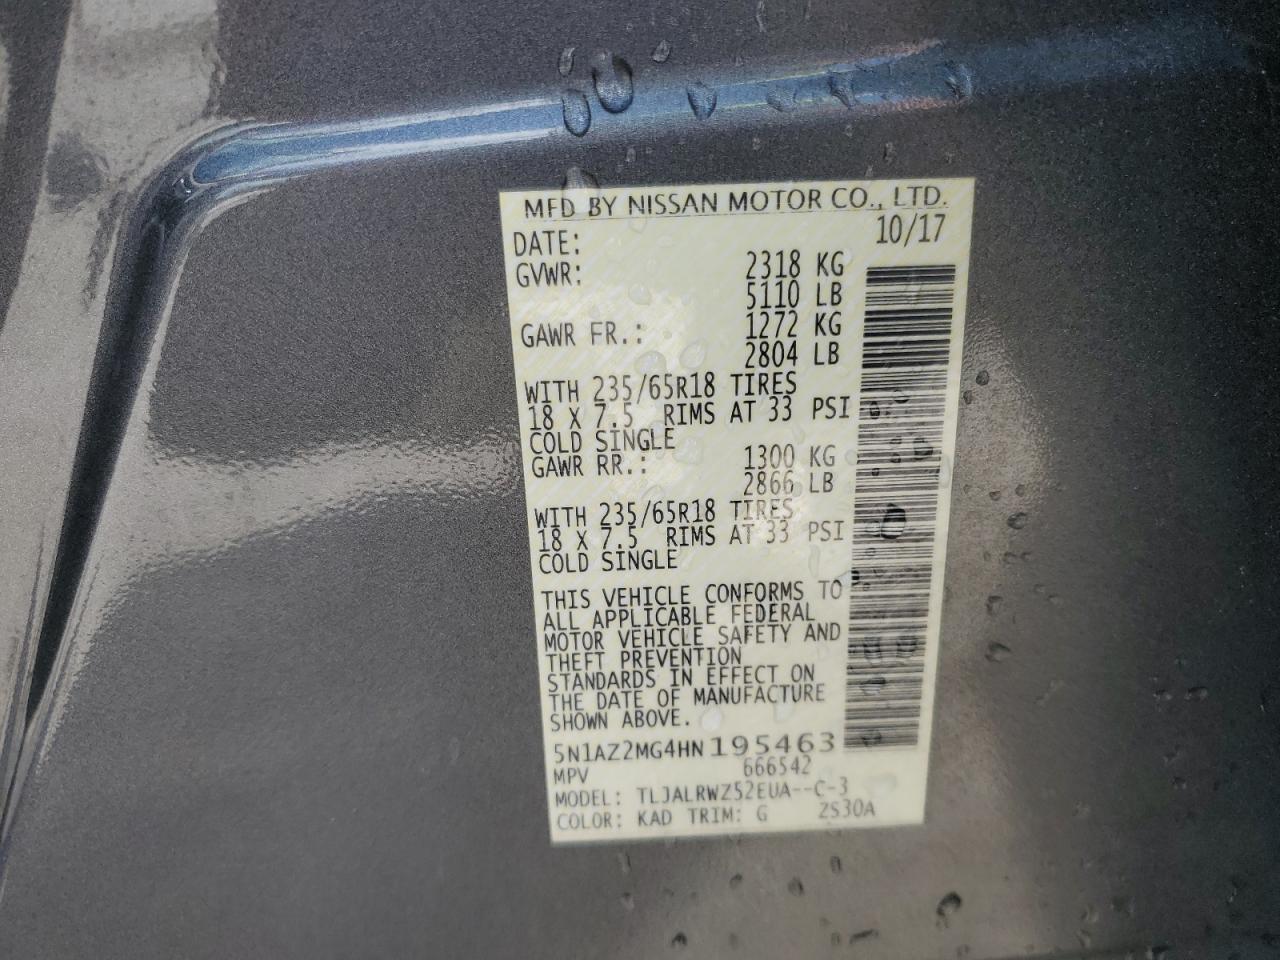 MFD BY NISSAN MOTOR CO., LTD.
DATE: 10/17
GVWR: 2318 KG
5110 LB
GAWR FR.: 1272 KG
2804 LB
WITH 235/65R18 TIRES
18 X 7.5 RIMS AT 33 PSI
COLD SINGLE
GAWR RR.: 1300 KG
2866 LB
WITH 235/65R18 TIRES
18 X 7.5 RIMS AT 33 PSI
COLD SINGLE
THIS VEHICLE CONFORMS TO
ALL APPLICABLE FEDERAL
MOTOR VEHICLE SAFETY AND
THEFT PREVENTION
STANDARDS IN EFFECT ON
THE DATE OF MANUFACTURE
SHOWN ABOVE.
5N1AZ2MG4HN195463
MPV 666542
MODEL: TLJALRWZ52EUA--C-3
COLOR: KAD TRIM: G ZS30A